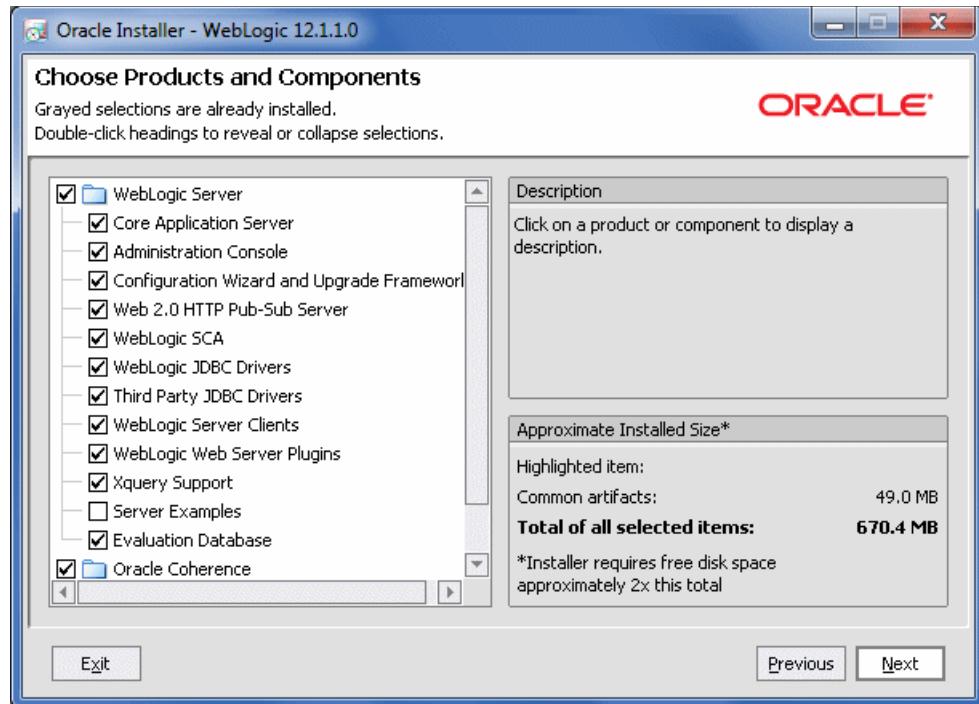 Oracle Installer - WebLogic 12.1.1.0
Choose Products and Components
Grayed selections are already installed.
Double-click headings to reveal or collapse selections.
ORACLE
WebLogic Server
Core Application Server
Administration Console
Configuration Wizard and Upgrade Framework
Web 2.0 HTTP Pub-Sub Server
WebLogic SCA
WebLogic JDBC Drivers
Third Party JDBC Drivers
WebLogic Server Clients
WebLogic Web Server Plugins
Xquery Support
Server Examples
Evaluation Database
Oracle Coherence
Description
Click on a product or component to display a
description.
Approximate Installed Size*
Highlighted item:
Common artifacts: 49.0 MB
Total of all selected items: 670.4 MB
*Installer requires free disk space
approximately 2x this total
Exit
Previous
Next